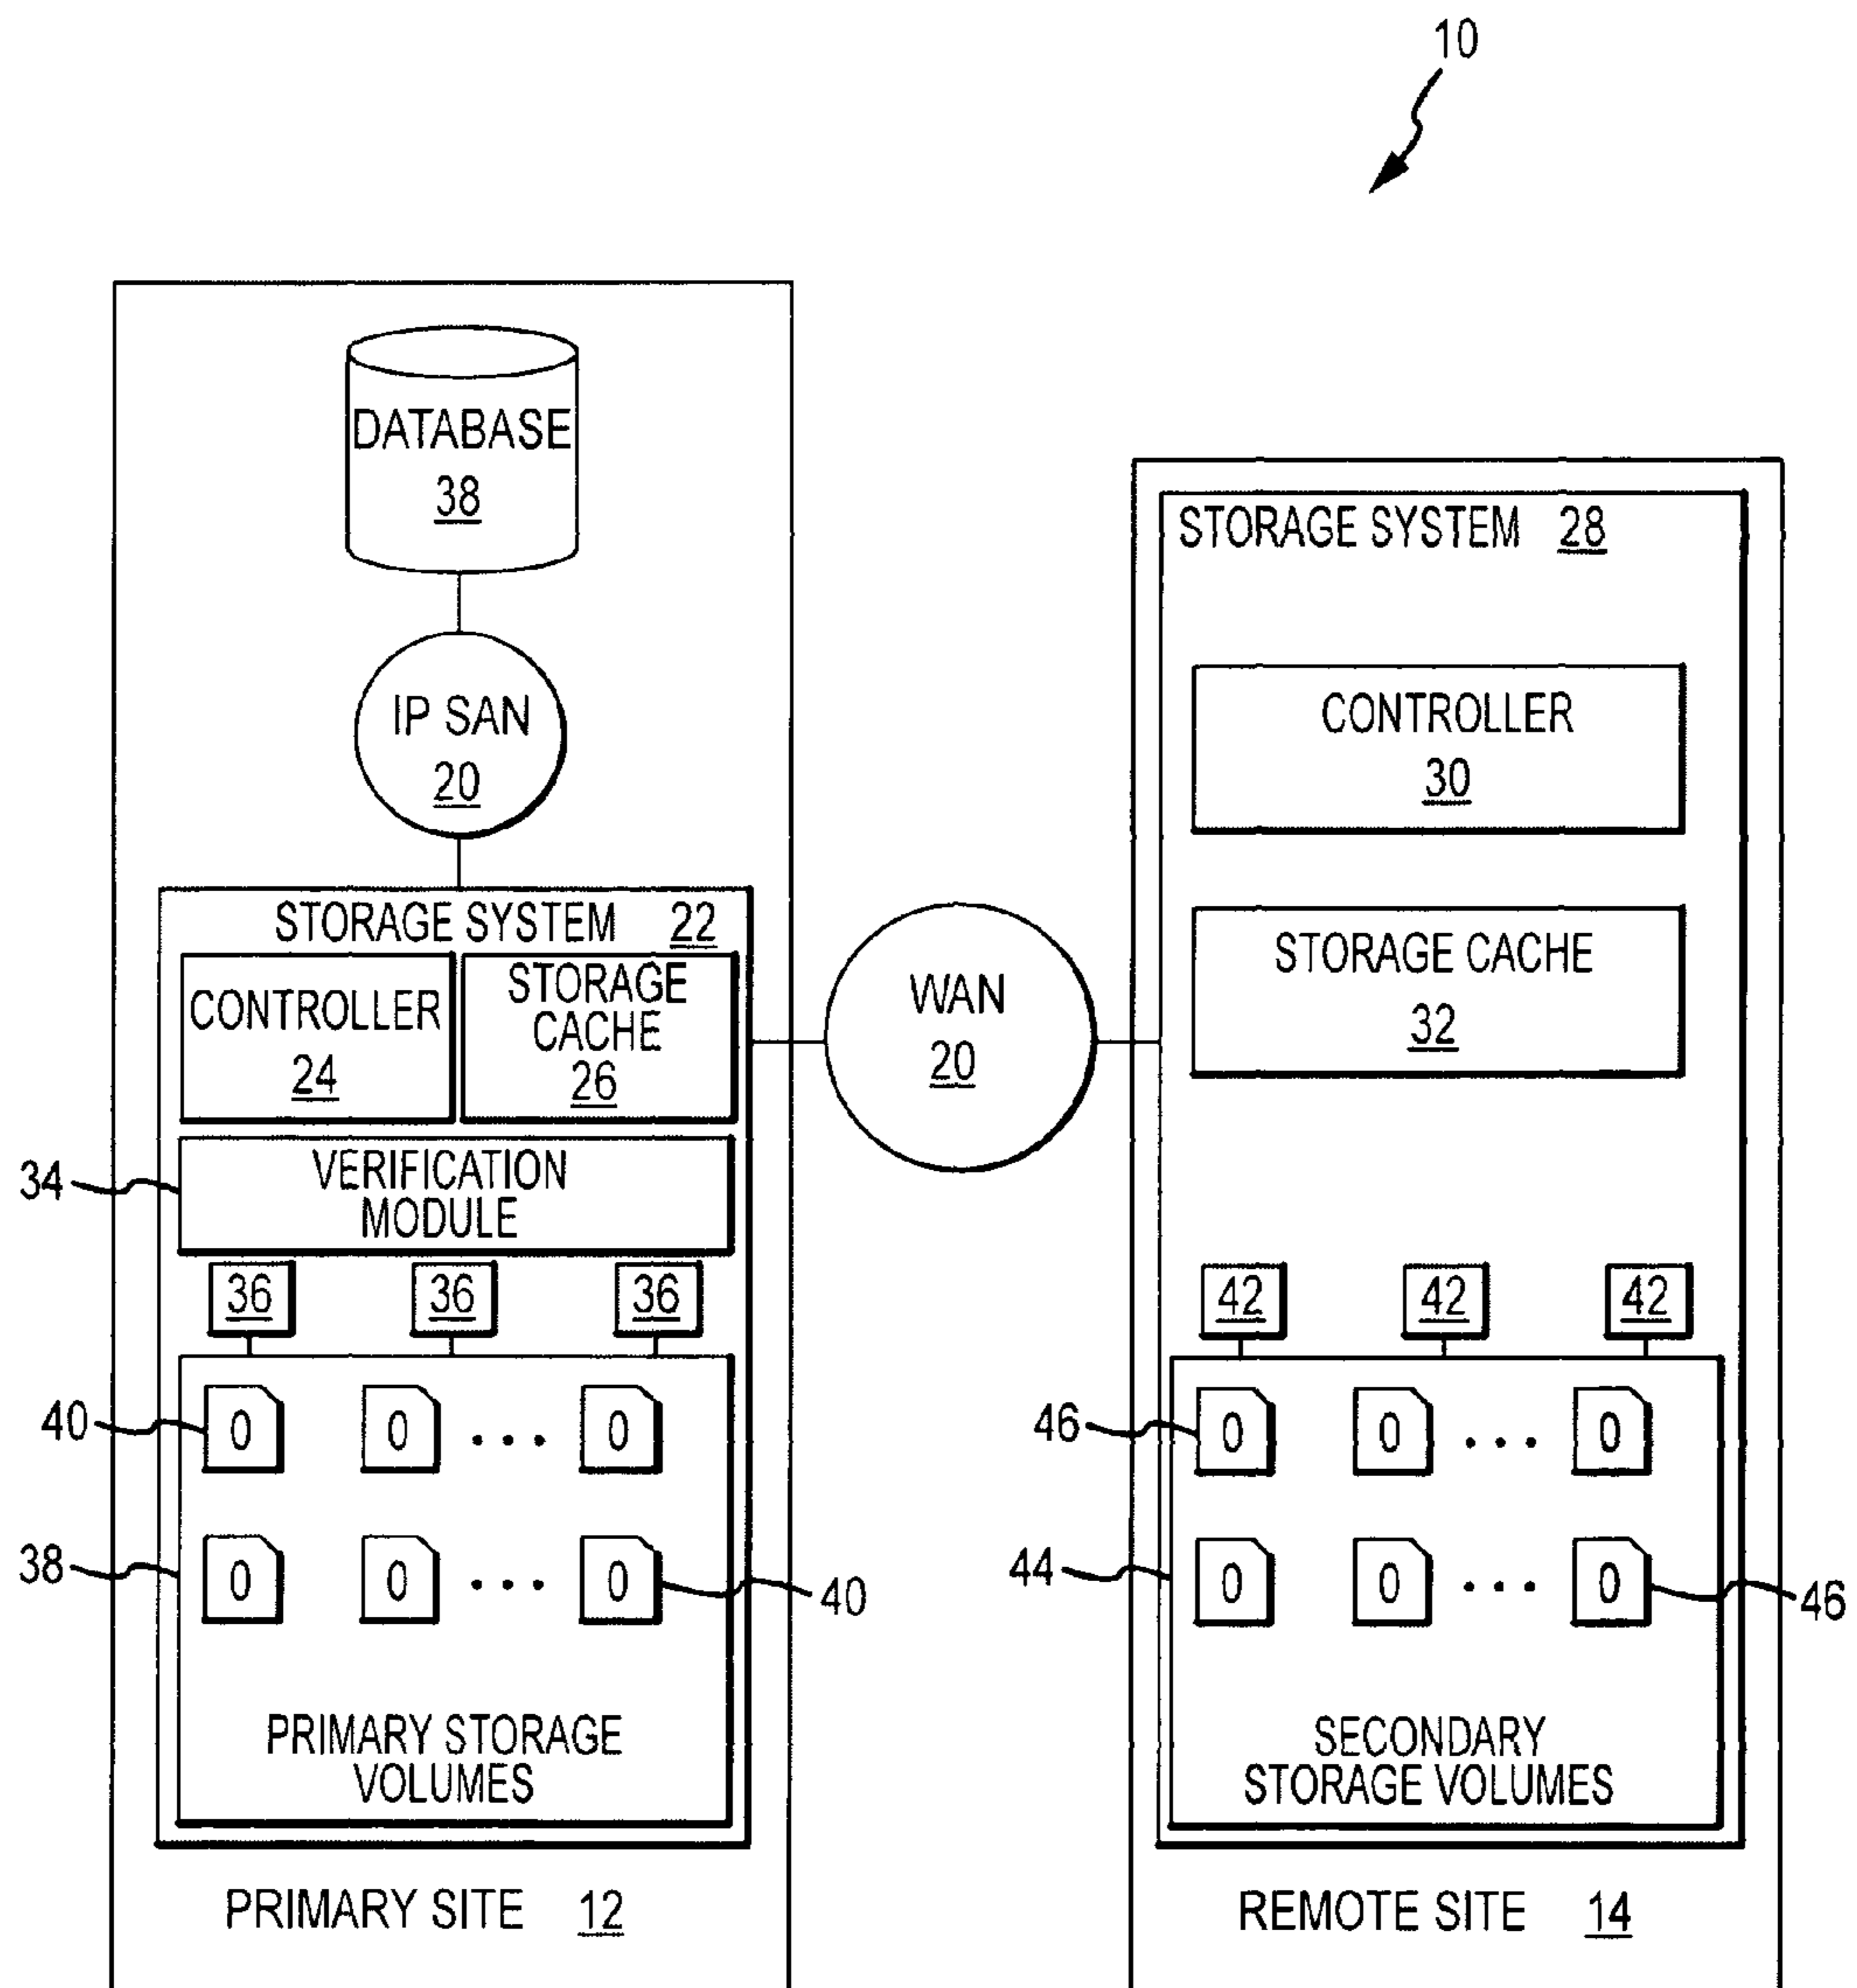 10
DATABASE
38
IP SAN
20
STORAGE SYSTEM 22
CONTROLLER
24
STORAGE
CACHE
26
34
VERIFICATION
MODULE
36 36 36
40
0 0 ... 0
38
0 0 ... 0
40
PRIMARY STORAGE
VOLUMES
PRIMARY SITE 12
WAN
20
STORAGE SYSTEM 28
CONTROLLER
30
STORAGE CACHE
32
42 42 42
46
0 0 ... 0
44
0 0 ... 0
46
SECONDARY
STORAGE VOLUMES
REMOTE SITE 14